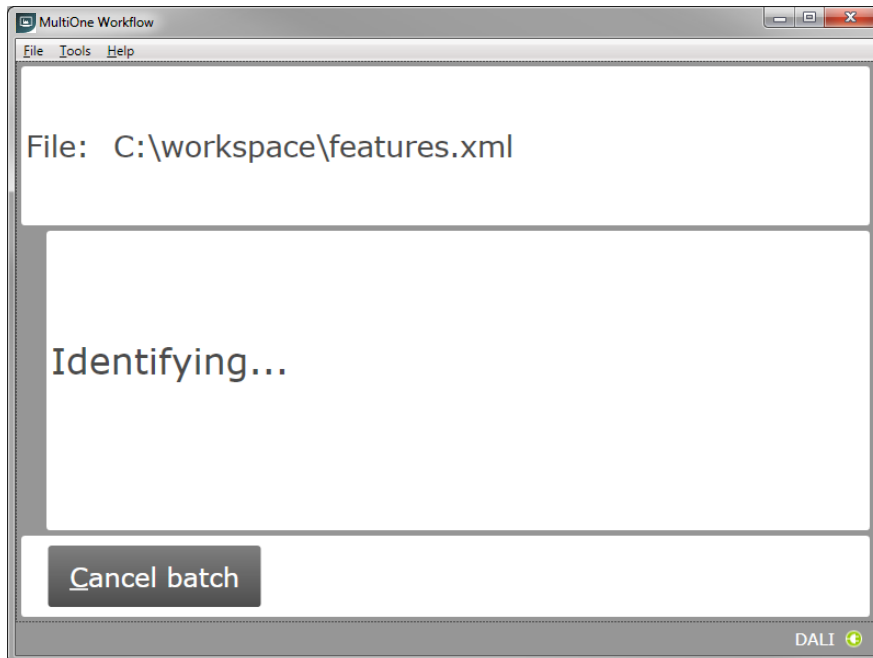 MultiOne Workflow
File Tools Help
File: C:\workspace\features.xml
Identifying...
Cancel batch
DALI